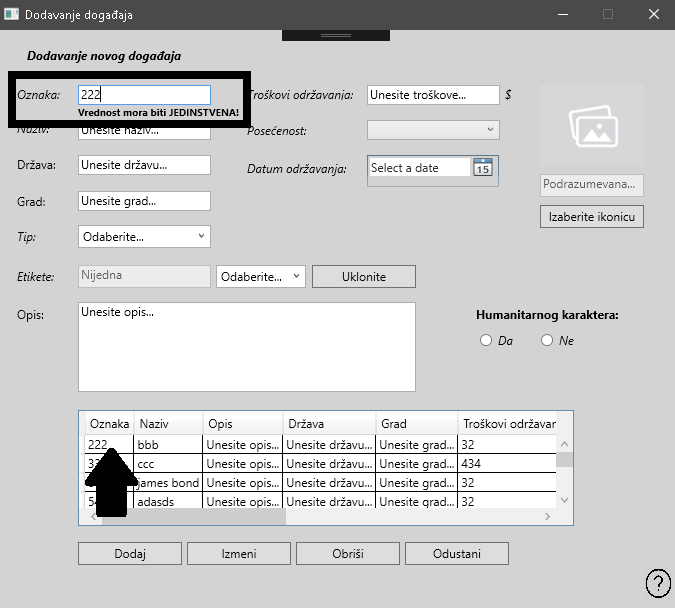 Dodavanje događaja
Dodavanje novog događaja
Oznaka: 222 Troškovi održavanja: Unesite troškove... $
Vrednost mora biti JEDINSTVENA!
Naziv: Unesite naziv... Posećenost:
Država: Unesite državu... Datum održavanja: Select a date 15
Podrazumevana...
Grad: Unesite grad...
Izaberite ikonicu
Tip: Odaberite...
Etikete: Nijedna Odaberite... Uklonite
Opis: Unesite opis... Humanitarnog karaktera:
Da Ne
Oznaka Naziv Opis Država Grad Troškovi održavan
222 bbb Unesite opis... Unesite državu... Unesite grad... 32
ccc Unesite opis... Unesite državu... Unesite grad... 434
james bond Unesite opis... Unesite državu... Unesite grad... 32
adasds Unesite opis... Unesite državu... Unesite grad... 32
Dodaj Izmeni Obriši Odustani
?